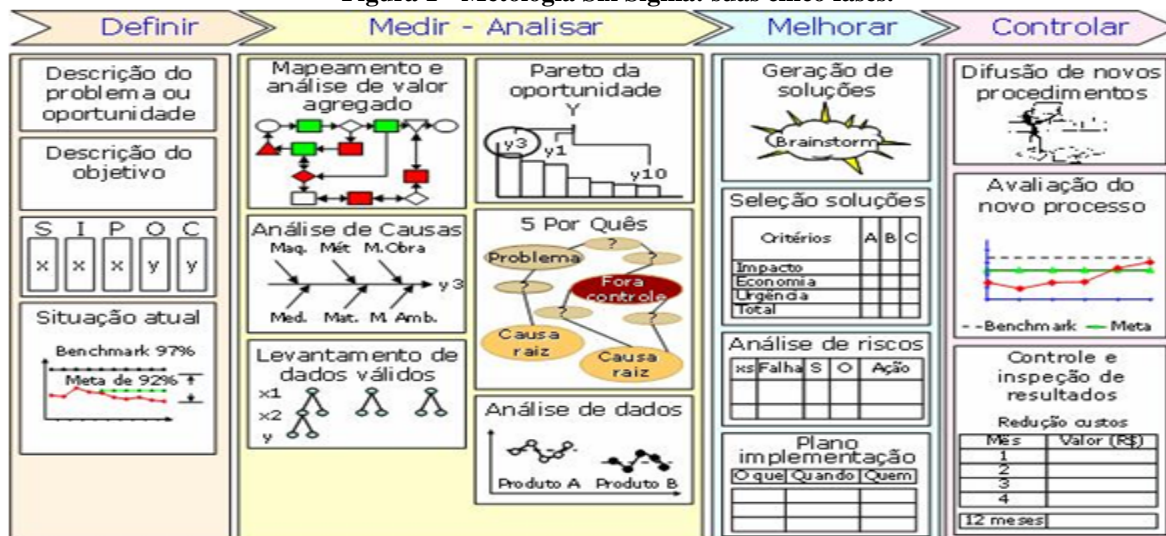 Definir
Medir - Analisar
Melhorar
Controlar
Descrição do
problema ou
oportunidade
Descrição do
objetivo
S I P O C
x x x y y
Situação atual
Benchmark 97%
Meta de 92%
Mapeamento e
análise de valor
agregado
Análise de Causas
Maq. Mét M.Obra
y3
Med. Mat. M. Amb.
Levantamento de
dados válidos
x1
x2
y
Pareto da
oportunidade
Y
y3
y1
y10
5 Por Quês
?
Problema
?
Fora
controle
?
?
Causa
raiz
Causa
raiz
Análise de dados
Produto A Produto B
Geração de
soluções
Brainstorm
Seleção soluções
Critérios A B C
Impacto
Economia
Urgência
Total
Análise de riscos
xs Falha S O Ação
Plano
implementação
O que Quando Quem
Difusão de novos
procedimentos
Avaliação do
novo processo
Benchmark Meta
Controle e
inspeção de
resultados
Redução custos
Mês Valor (R$)
1
2
3
4
12 meses